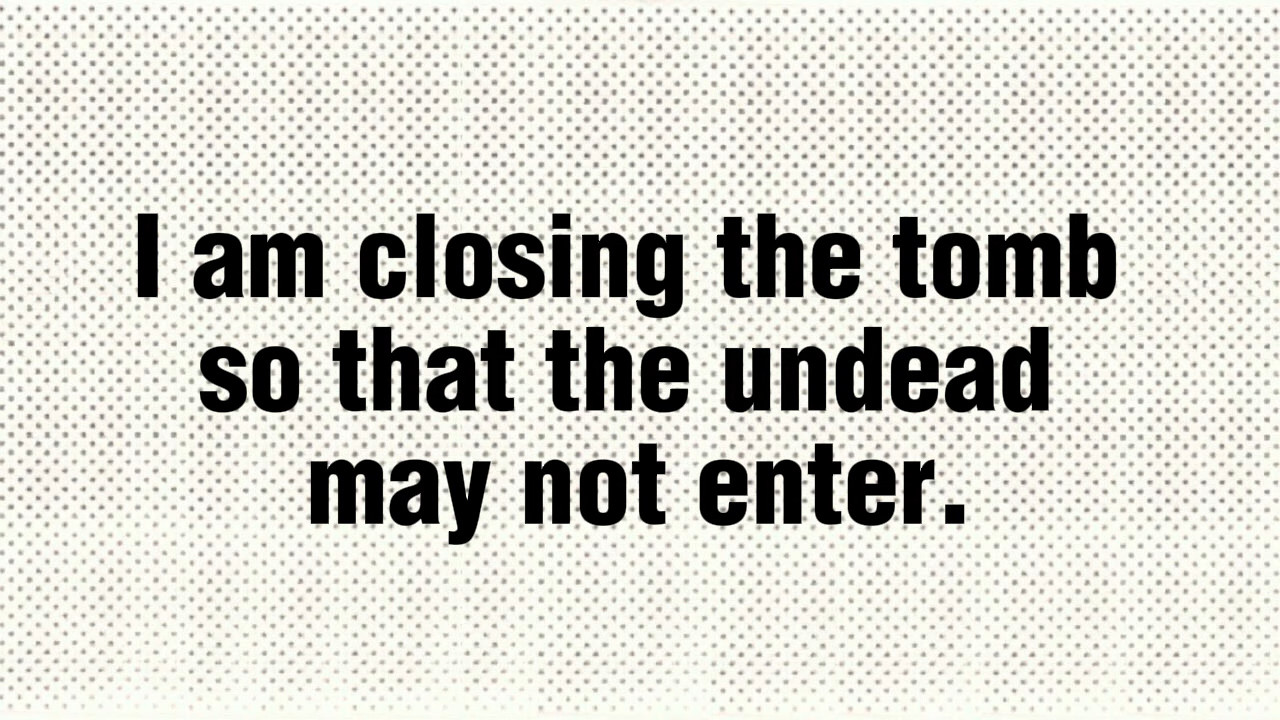 I am closing the tomb
so that the undead
may not enter.